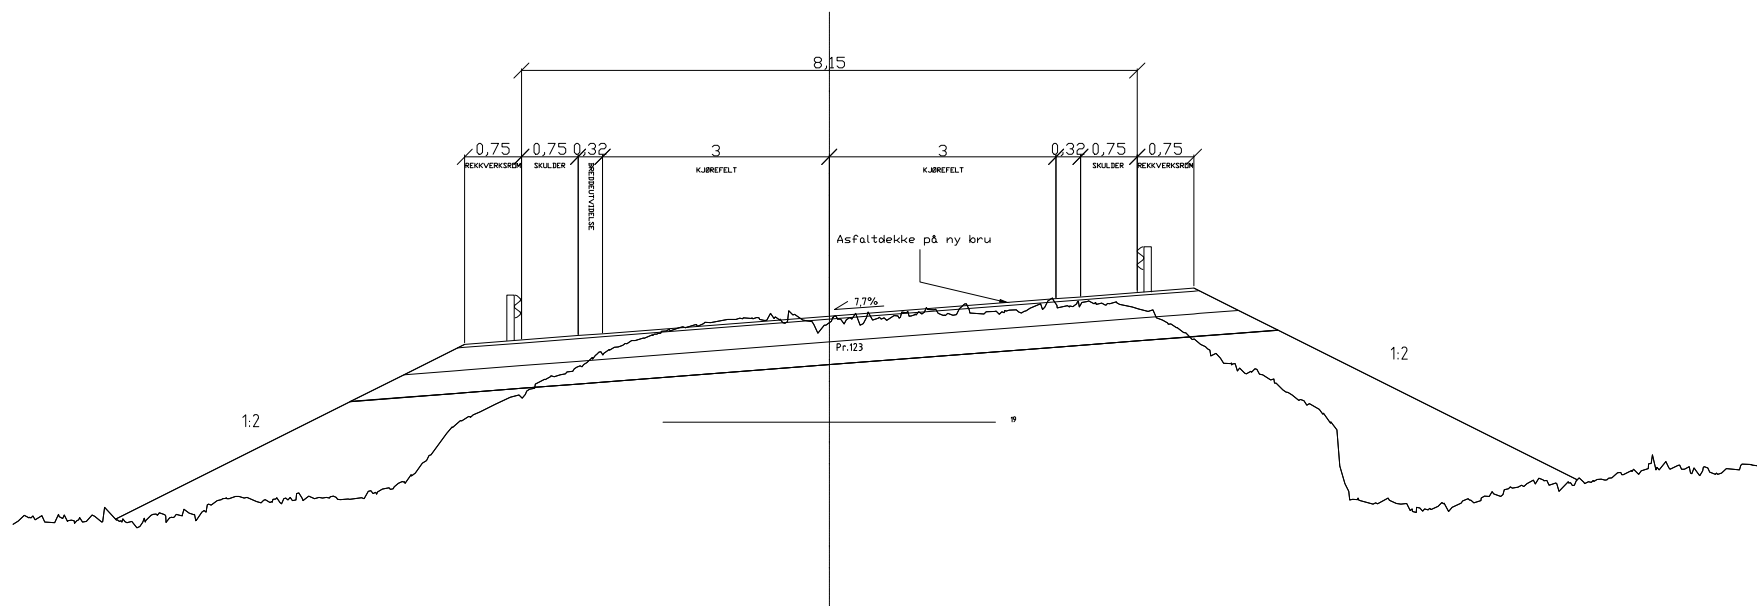 8,15
0,75 0,75 0,32 3 3 0,32 0,75 0,75
REKKVERKSROM SKULDER BREDDEUTVIDELSE KJØREFELT KJØREFELT SKULDER REKKVERKSROM
Asfaltdekke på ny bru
7,7%
Pr.123
1:2
1:2
19